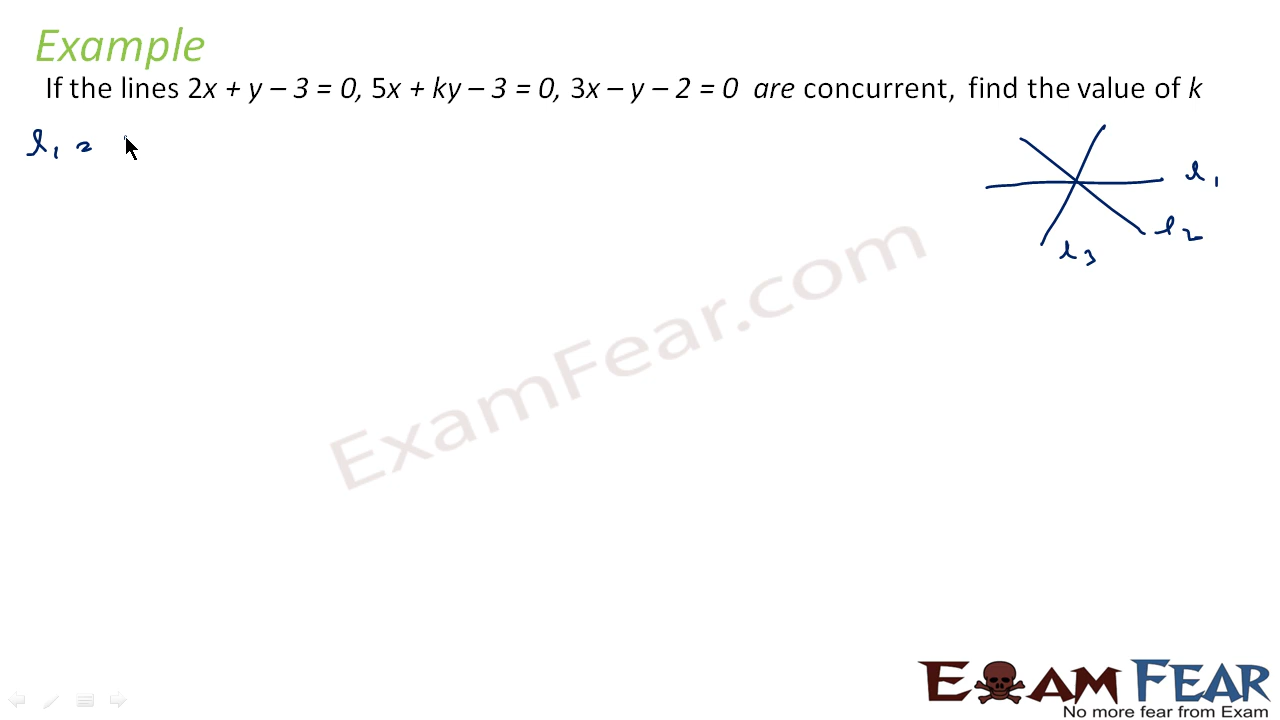 Example
If the lines 2x + y – 3 = 0, 5x + ky – 3 = 0, 3x – y – 2 = 0 are concurrent, find the value of k
l1 =
l1
l2
l3
ExamFear.com
EXAM FEAR
No more fear from Exam